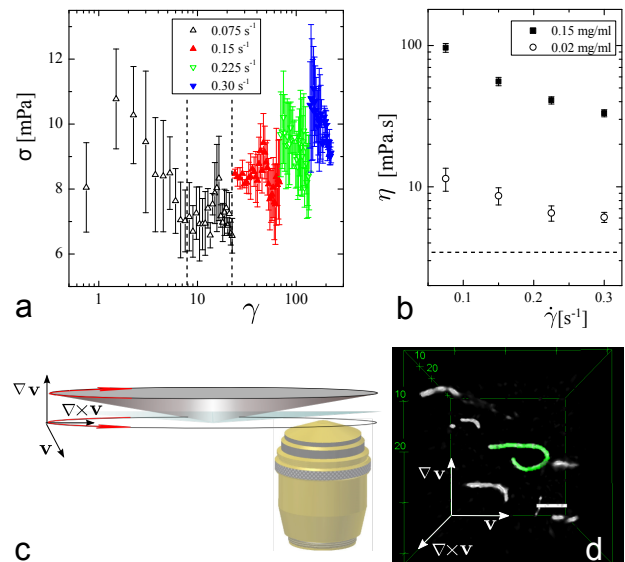 0.075 s⁻¹
0.15 s⁻¹
0.225 s⁻¹
0.30 s⁻¹
12
10
8
6
σ [mPa]
1
10
100
γ
a
0.15 mg/ml
0.02 mg/ml
100
10
η [mPa.s]
0.1
0.2
0.3
γ̇[s⁻¹]
b
∇v
∇×v
v
c
10
20
10
20
∇v
v
∇×v
d